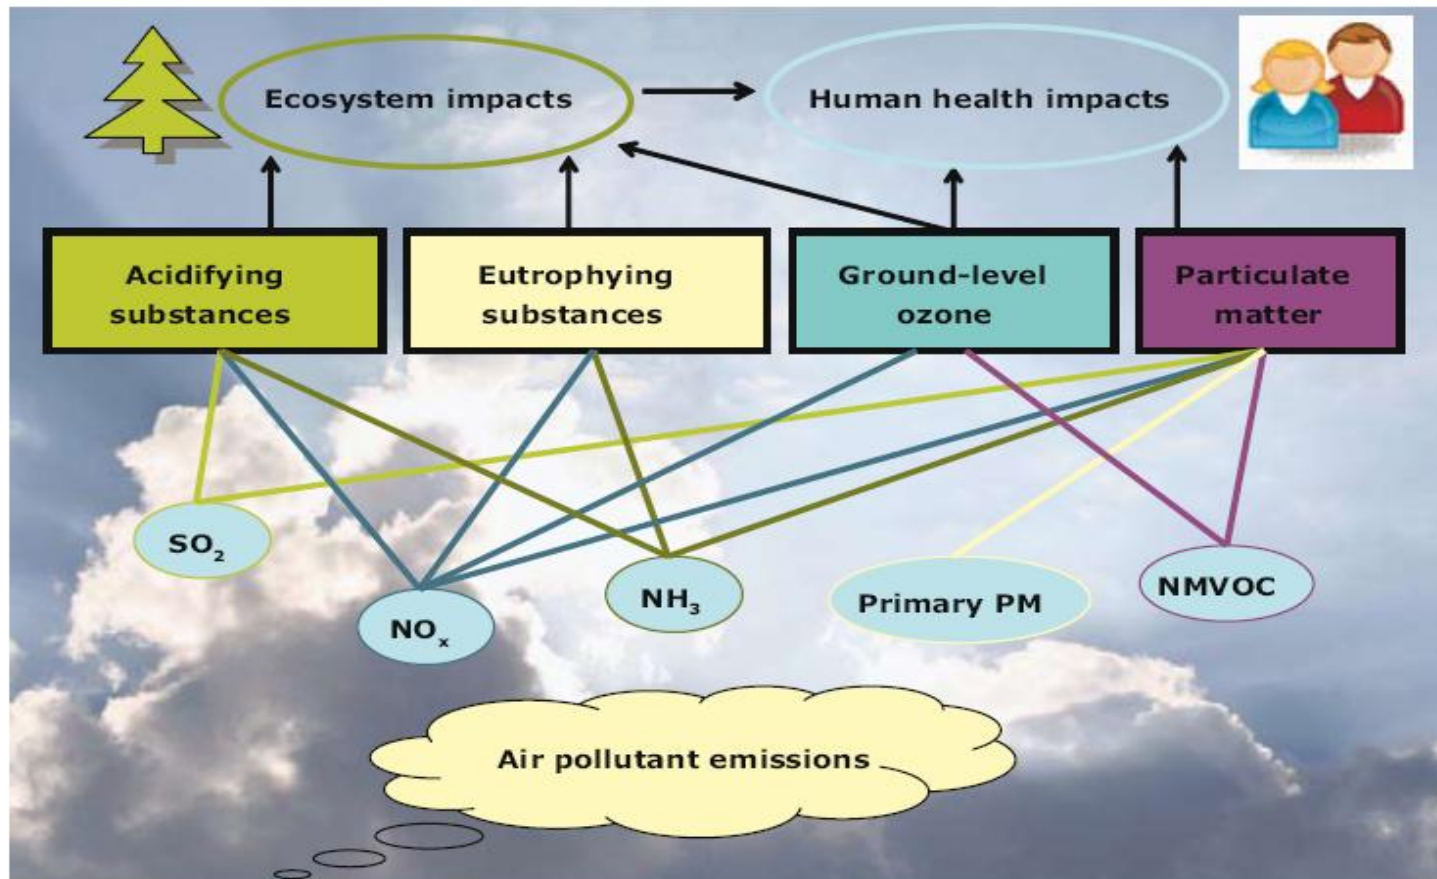 Ecosystem impacts
Human health impacts
Acidifying
substances
Eutrophying
substances
Ground-level
ozone
Particulate
matter
SO₂
NOₓ
NH₃
Primary PM
NMVOC
Air pollutant emissions